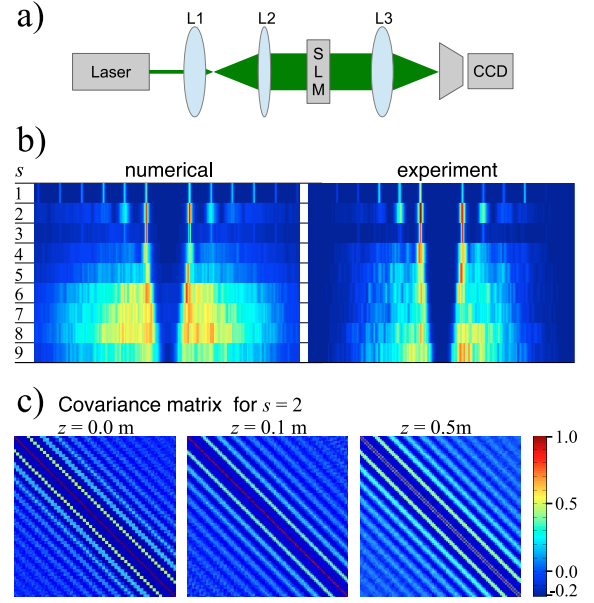 a)
L1 L2 L3
Laser
SLM
CCD
b)
s numerical experiment
1
2
3
4
5
6
7
8
9
c) Covariance matrix for s = 2
z = 0.0 m z = 0.1 m z = 0.5m
1.0
0.5
0.0
-0.2